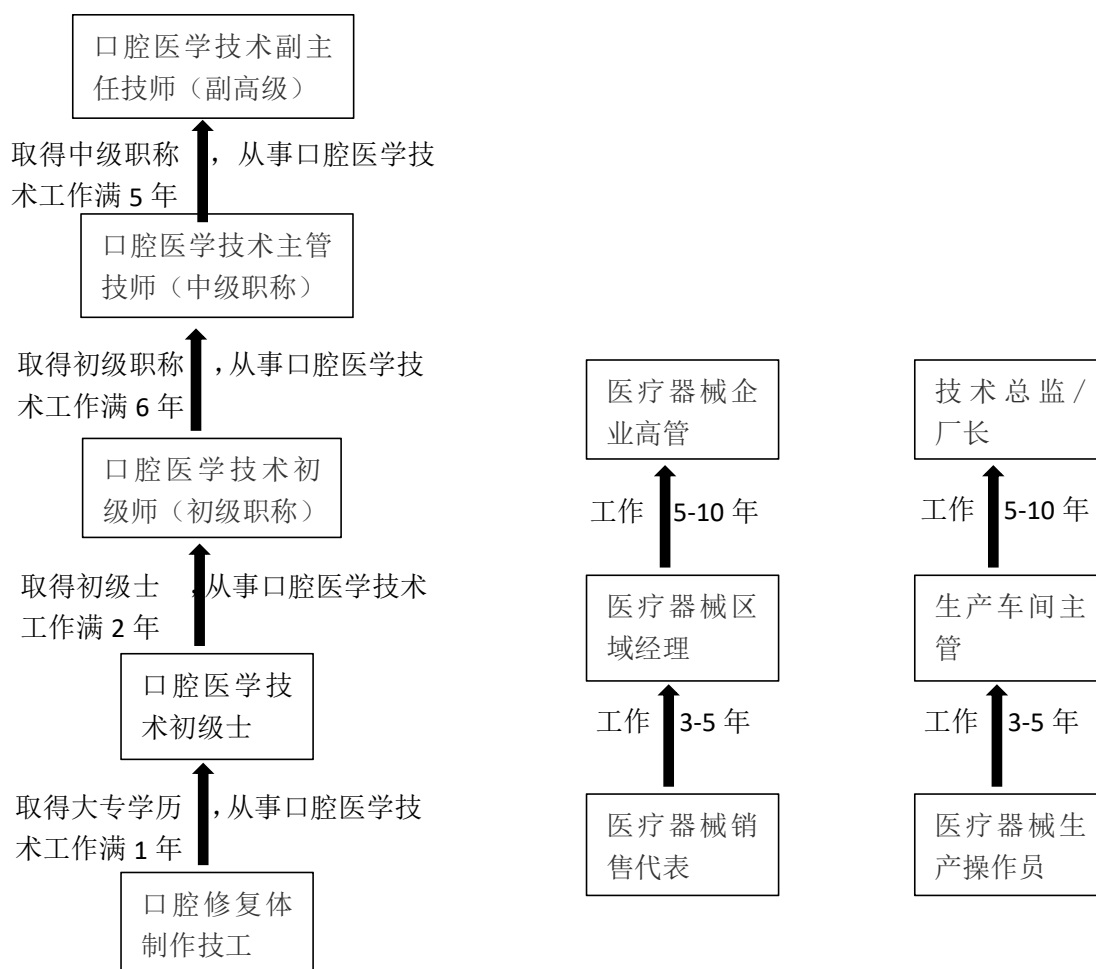 口腔医学技术副主
任技师（副高级）
取得中级职称，从事口腔医学技
术工作满 5 年
口腔医学技术主管
技师（中级职称）
取得初级职称，从事口腔医学技
术工作满 6 年
口腔医学技术初
级师（初级职称）
取得初级士，从事口腔医学技术
工作满 2 年
口腔医学技
术初级士
取得大专学历，从事口腔医学技
术工作满 1 年
口腔修复体
制作技工
医疗器械企
业高管
工作 5-10 年
医疗器械区
域经理
工作 3-5 年
医疗器械销
售代表
技术总监/
厂长
工作 5-10 年
生产车间主
管
工作 3-5 年
医疗器械生
产操作员